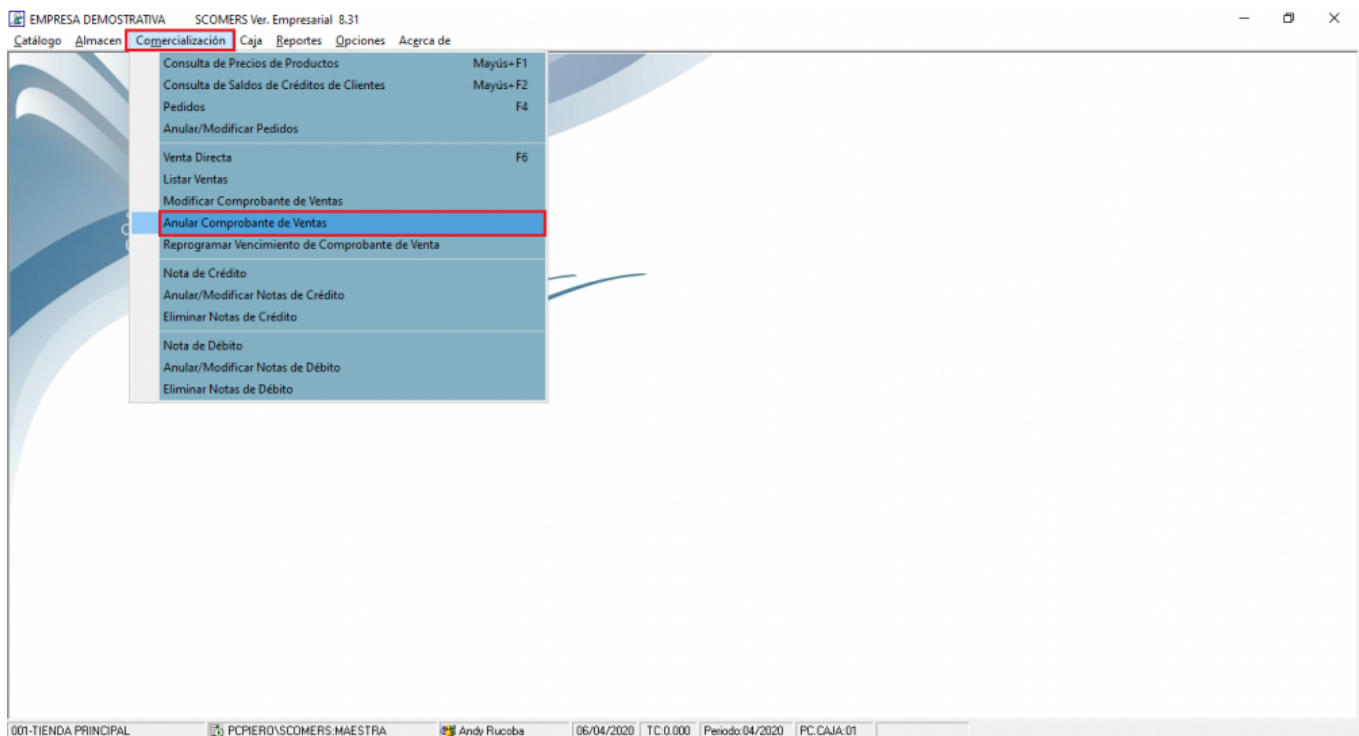 EMPRESA DEMOSTRATIVA SCOMERS Ver. Empresarial 8.31
Catálogo Almacen Comercialización Caja Reportes Opciones Acerca de
Consulta de Precios de Productos Mayús+F1
Consulta de Saldos de Créditos de Clientes Mayús+F2
Pedidos F4
Anular/Modificar Pedidos
Venta Directa F6
Listar Ventas
Modificar Comprobante de Ventas
Anular Comprobante de Ventas
Reprogramar Vencimiento de Comprobante de Venta
Nota de Crédito
Anular/Modificar Notas de Crédito
Eliminar Notas de Crédito
Nota de Débito
Anular/Modificar Notas de Débito
Eliminar Notas de Débito
001-TIENDA PRINCIPAL PCPIERO\SCOMERS:MAESTRA Andy Rucoba 06/04/2020 TC:0.000 Periodo:04/2020 PC.CAJA:01